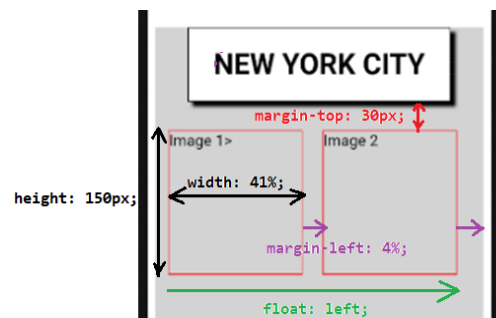 NEW YORK CITY
margin-top: 30px;
Image 1>
Image 2
width: 41%;
height: 150px;
margin-left: 4%;
float: left;